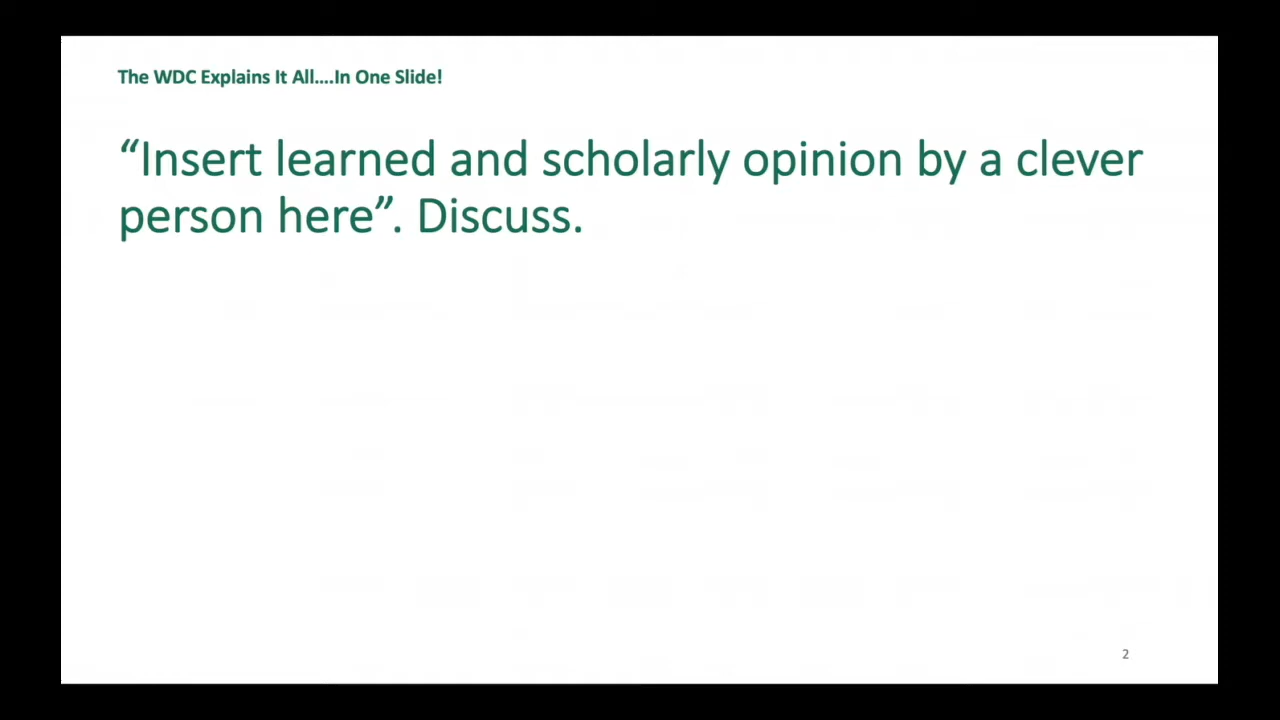 The WDC Explains It All....In One Slide!
“Insert learned and scholarly opinion by a clever
person here”. Discuss.
2